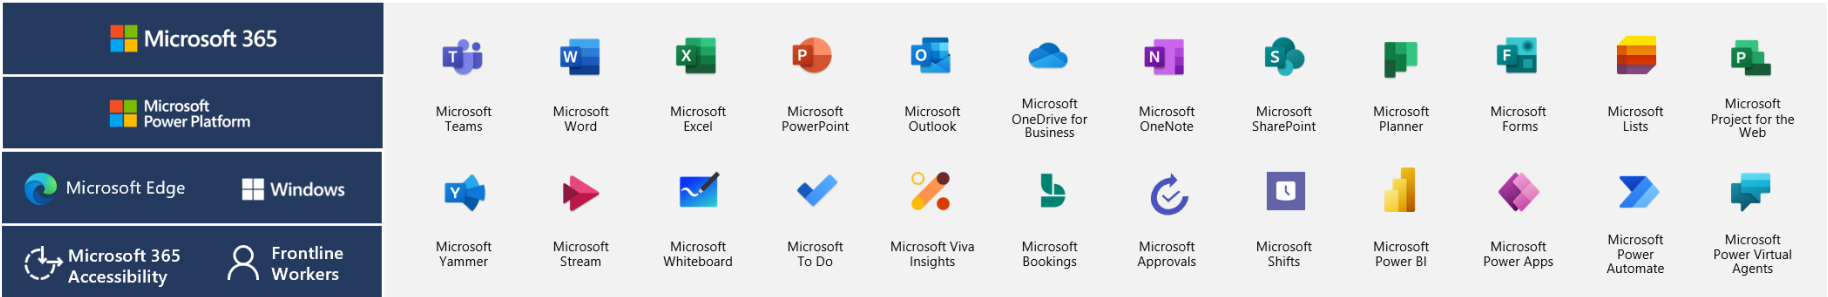 Microsoft 365
Microsoft
Power Platform
Microsoft Edge
Windows
Microsoft 365
Accessibility
Frontline
Workers
T
Microsoft
Teams
W
Microsoft
Word
X
Microsoft
Excel
P
Microsoft
PowerPoint
O
Microsoft
Outlook
Microsoft
OneDrive for
Business
N
Microsoft
OneNote
S
Microsoft
SharePoint
Microsoft
Planner
F
Microsoft
Forms
Microsoft
Lists
P
Microsoft
Project for the
Web
Y
Microsoft
Yammer
Microsoft
Stream
Microsoft
Whiteboard
Microsoft
To Do
Microsoft Viva
Insights
Microsoft
Bookings
Microsoft
Approvals
Microsoft
Shifts
Microsoft
Power BI
Microsoft
Power Apps
Microsoft
Power
Automate
Microsoft
Power Virtual
Agents